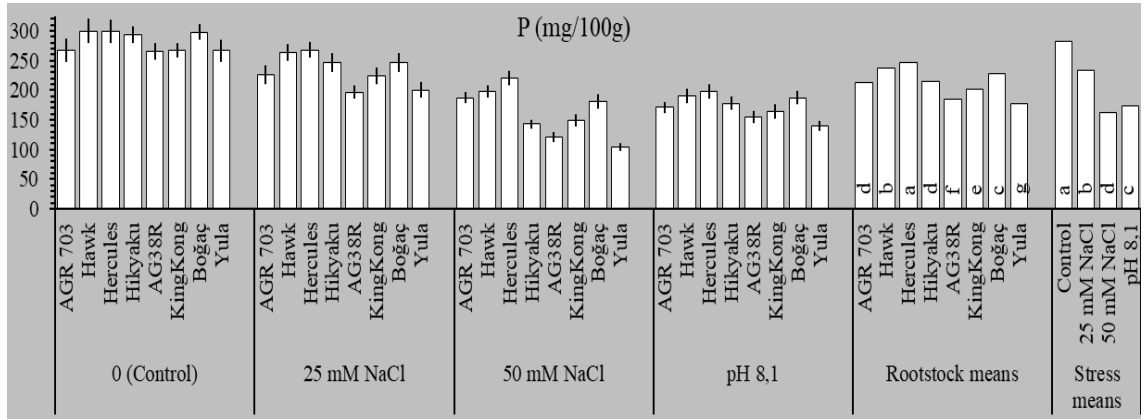 P (mg/100g)
300
250
200
150
100
50
0
d b a d f e c g
a b d c
AGR 703
Hawk
Hercules
Hikyaku
AG38R
KingKong
Boğaç
Yula
AGR 703
Hawk
Hercules
Hikyaku
AG38R
KingKong
Boğaç
Yula
AGR 703
Hawk
Hercules
Hikyaku
AG38R
KingKong
Boğaç
Yula
AGR 703
Hawk
Hercules
Hikyaku
AG38R
KingKong
Boğaç
Yula
AGR 703
Hawk
Hercules
Hikyaku
AG38R
KingKong
Boğaç
Yula
Control
25 mM NaCl
50 mM NaCl
pH 8,1
0 (Control)
25 mM NaCl
50 mM NaCl
pH 8,1
Rootstock means
Stress
means